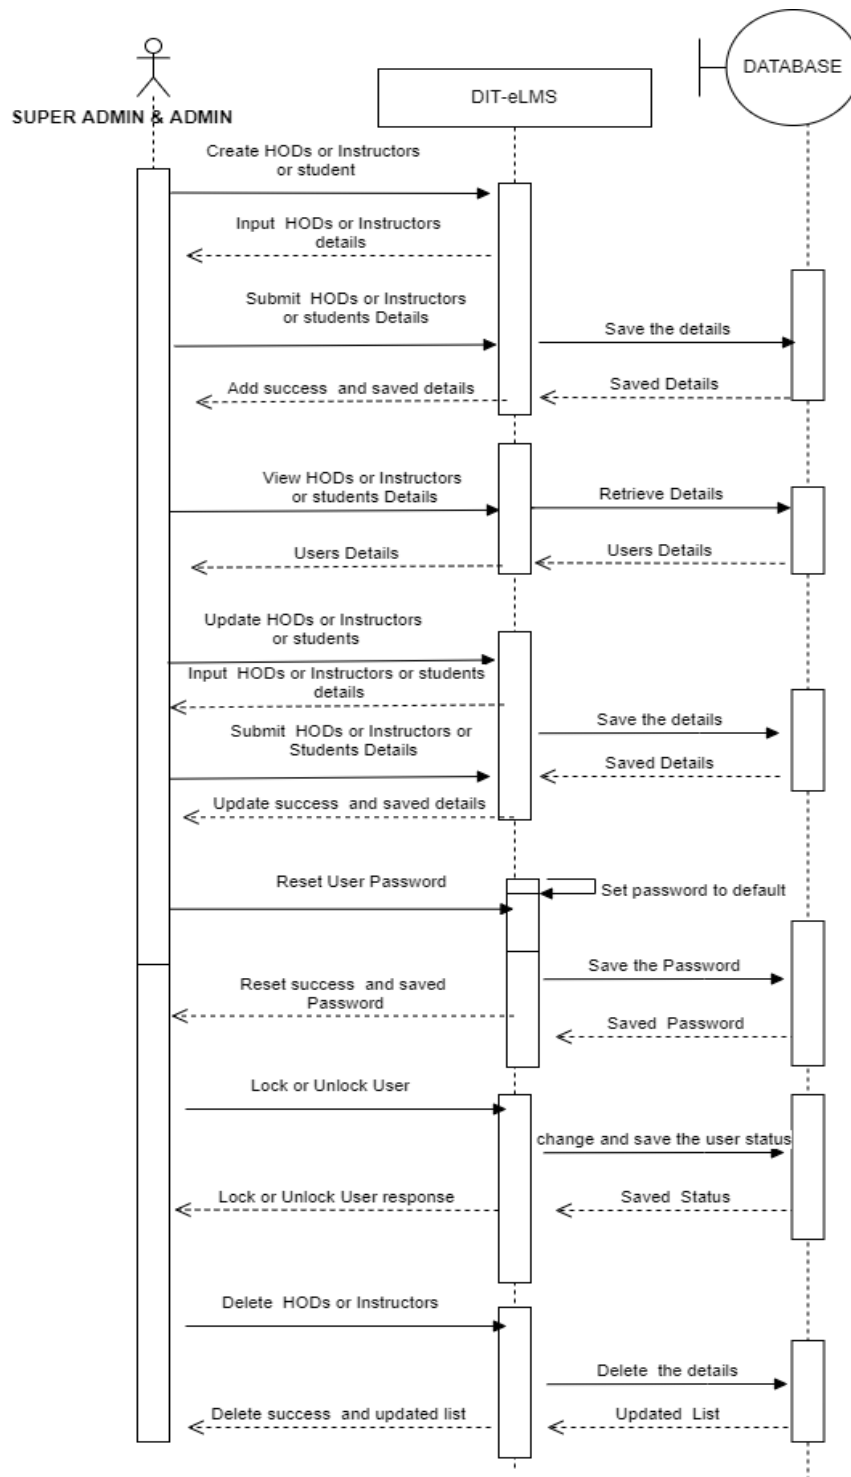 DATABASE
DIT-eLMS
SUPER ADMIN & ADMIN
Create HODs or Instructors
or student
Input HODs or Instructors
details
Submit HODs or Instructors
or students Details
Save the details
Add success and saved details
Saved Details
View HODs or Instructors
or students Details
Retrieve Details
Users Details
Users Details
Update HODs or Instructors
or students
Input HODs or Instructors or students
details
Submit HODs or Instructors or
Students Details
Save the details
Saved Details
Update success and saved details
Reset User Password
Set password to default
Save the Password
Reset success and saved
Password
Saved Password
Lock or Unlock User
change and save the user status
Lock or Unlock User response
Saved Status
Delete HODs or Instructors
Delete the details
Delete success and updated list
Updated List